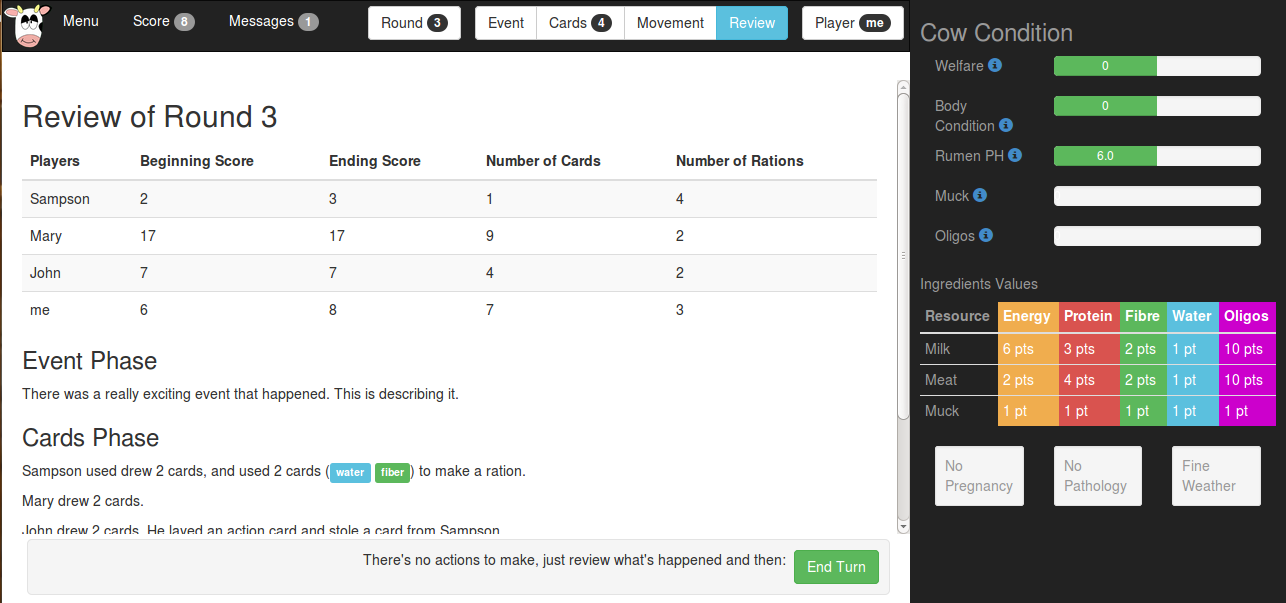 Menu Score 8 Messages 1 Round 3 Event Cards 4 Movement Review Player me
Review of Round 3
Players Beginning Score Ending Score Number of Cards Number of Rations
Sampson 2 3 1 4
Mary 17 17 9 2
John 7 7 4 2
me 6 8 7 3
Event Phase
There was a really exciting event that happened. This is describing it.
Cards Phase
Sampson used drew 2 cards, and used 2 cards (water fiber) to make a ration.
Mary drew 2 cards.
John drew 2 cards. He layed an action card and stole a card from Sampson
There's no actions to make, just review what's happened and then: End Turn
Cow Condition
Welfare 0
Body
Condition 0
Rumen PH 6.0
Muck
Oligos
Ingredients Values
Resource Energy Protein Fibre Water Oligos
Milk 6 pts 3 pts 2 pts 1 pt 10 pts
Meat 2 pts 4 pts 2 pts 1 pt 10 pts
Muck 1 pt 1 pt 1 pt 1 pt 1 pt
No
Pregnancy
No
Pathology
Fine
Weather